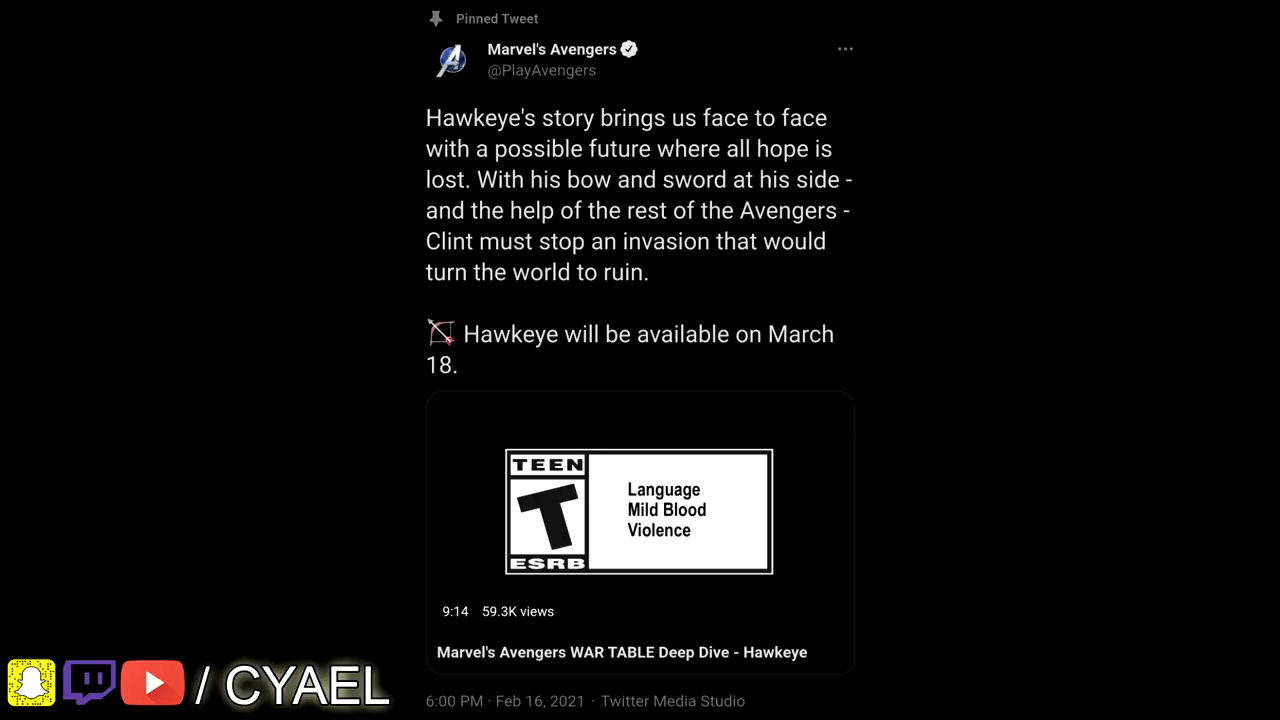 Pinned Tweet
Marvel's Avengers
@PlayAvengers
Hawkeye's story brings us face to face
with a possible future where all hope is
lost. With his bow and sword at his side -
and the help of the rest of the Avengers -
Clint must stop an invasion that would
turn the world to ruin.
🏹 Hawkeye will be available on March
18.
TEEN
T
ESRB
Language
Mild Blood
Violence
9:14 59.3K views
Marvel's Avengers WAR TABLE Deep Dive - Hawkeye
/ CYAEL
6:00 PM · Feb 16, 2021 · Twitter Media Studio